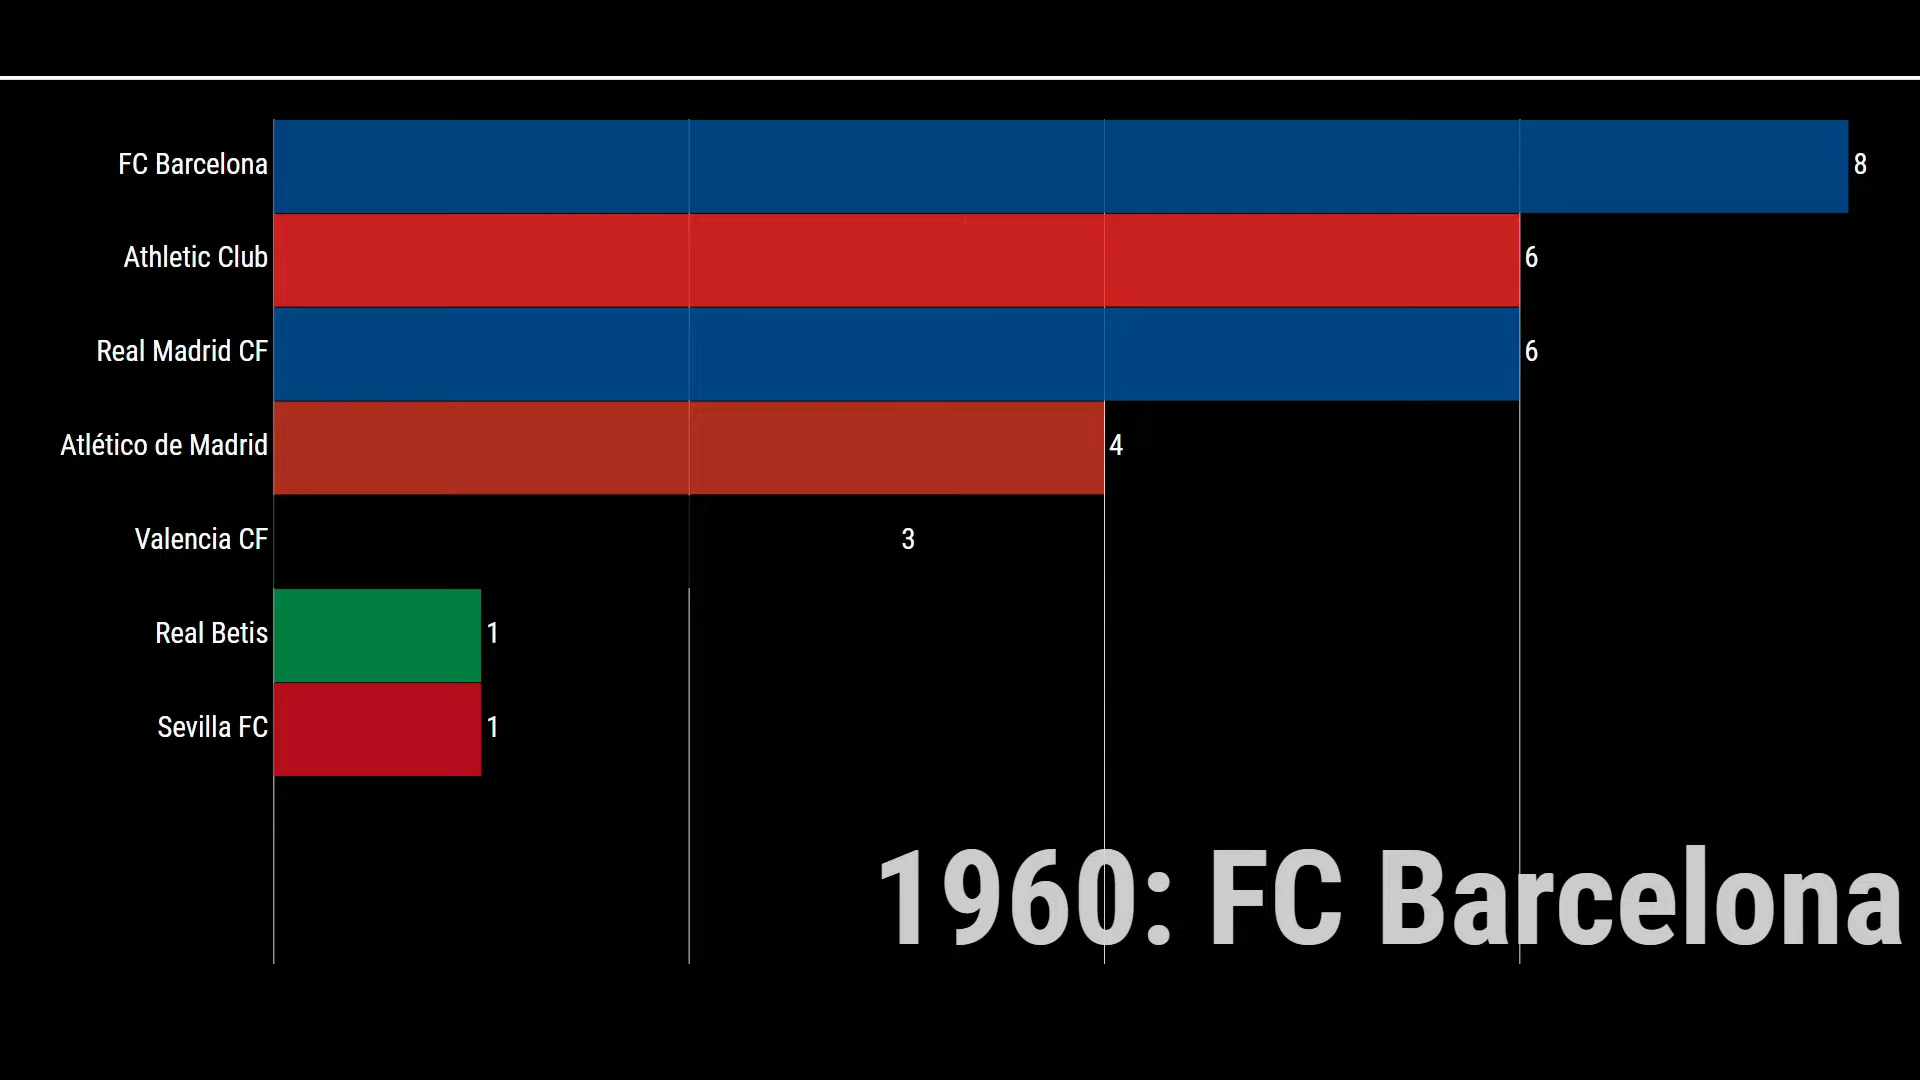 FC Barcelona 8
Athletic Club 6
Real Madrid CF 6
Atlético de Madrid 4
Valencia CF 3
Real Betis 1
Sevilla FC 1
1960: FC Barcelona